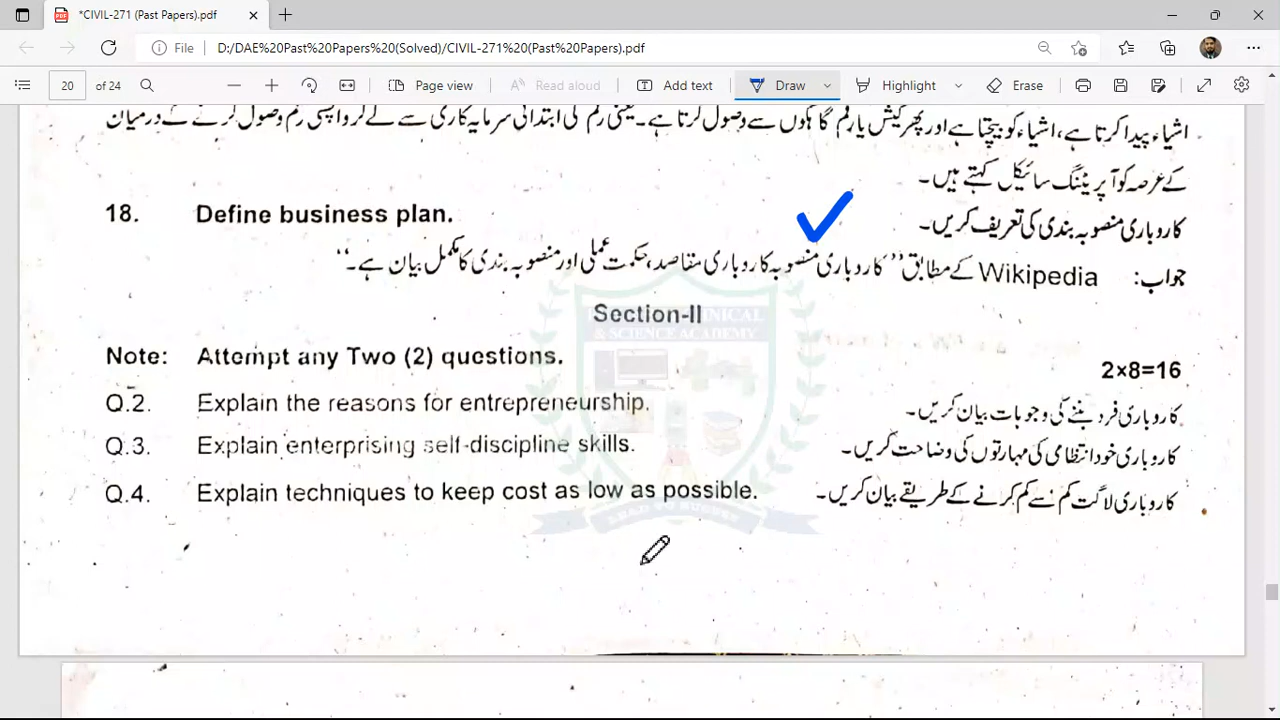 *CIVIL-271 (Past Papers).pdf
File D:/DAE%20Past%20Papers%20(Solved)/CIVIL-271%20(Past%20Papers).pdf
20 of 24 Page view Read aloud Add text Draw Highlight Erase
اشیاء پیدا کرتا ہے، اشیاء کو بیچتا ہے اور پھر کیش یا رقم گاہکوں سے وصول کرتا ہے۔ یعنی رقم کی ابتدائی سرمایہ کاری سے لے کر واپسی رقم وصول کرنے کے درمیان
کے عرصہ کو آپریٹنگ سائیکل کہتے ہیں۔
18. Define business plan. کاروباری منصوبہ بندی کی تعریف کریں۔
جواب: Wikipedia کے مطابق ’’کاروباری منصوبہ کاروباری مقاصد، حکمت عملی اور منصوبہ بندی کا مکمل بیان ہے۔‘‘
Section-II
Note: Attempt any Two (2) questions. 2×8=16
Q.2. Explain the reasons for entrepreneurship. کاروباری فرد بننے کی وجوہات بیان کریں۔
Q.3. Explain enterprising self-discipline skills. کاروباری خود انتظامی کی مہارتوں کی وضاحت کریں۔
Q.4. Explain techniques to keep cost as low as possible. کاروباری لاگت کم سے کم کرنے کے طریقے بیان کریں۔
& SCIENCE ACADEMY